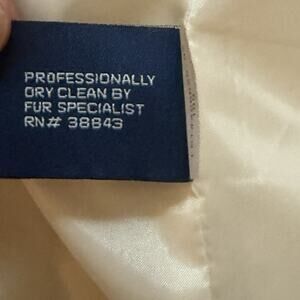 PROFESSIONALLY
DRY CLEAN BY
FUR SPECIALIST
RN# 38843